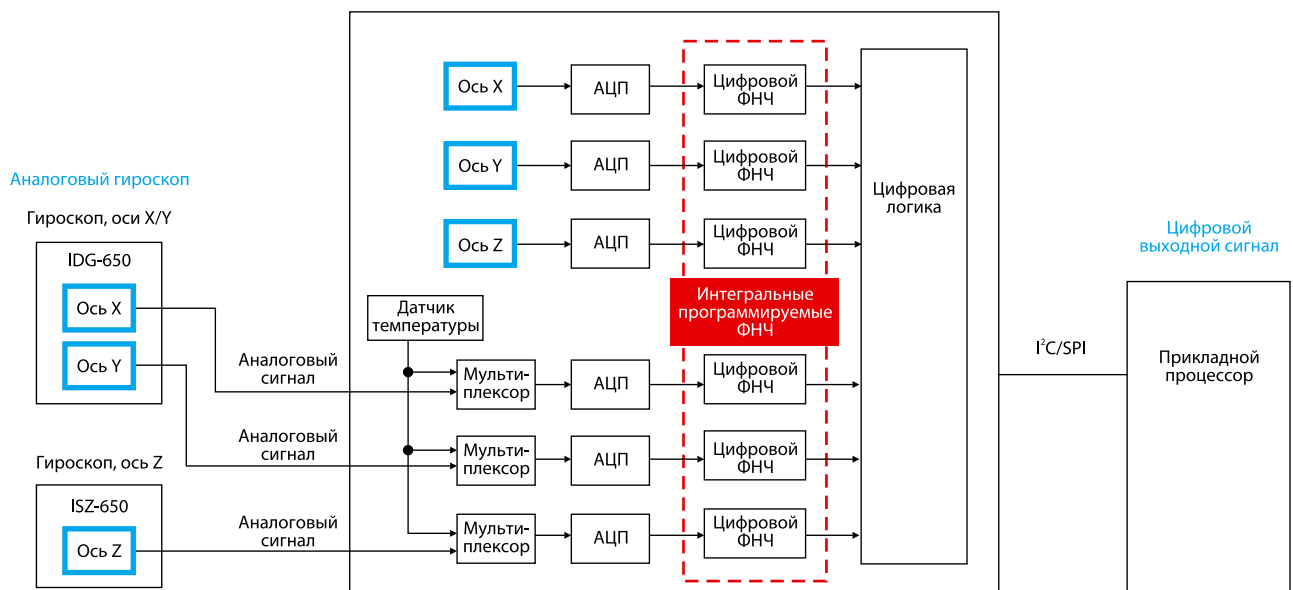 Ось X
АЦП
Цифровой
ФНЧ
Ось Y
АЦП
Цифровой
ФНЧ
Ось Z
АЦП
Цифровой
ФНЧ
Цифровая
логика
Аналоговый гироскоп
Гироскоп, оси X/Y
IDG-650
Ось X
Ось Y
Гироскоп, ось Z
ISZ-650
Ось Z
Аналоговый
сигнал
Аналоговый
сигнал
Аналоговый
сигнал
Датчик
температуры
Интегральные
программируемые
ФНЧ
Мульти-
плексор
АЦП
Цифровой
ФНЧ
Мульти-
плексор
АЦП
Цифровой
ФНЧ
Мульти-
плексор
АЦП
Цифровой
ФНЧ
I²C/SPI
Цифровой
выходной сигнал
Прикладной
процессор